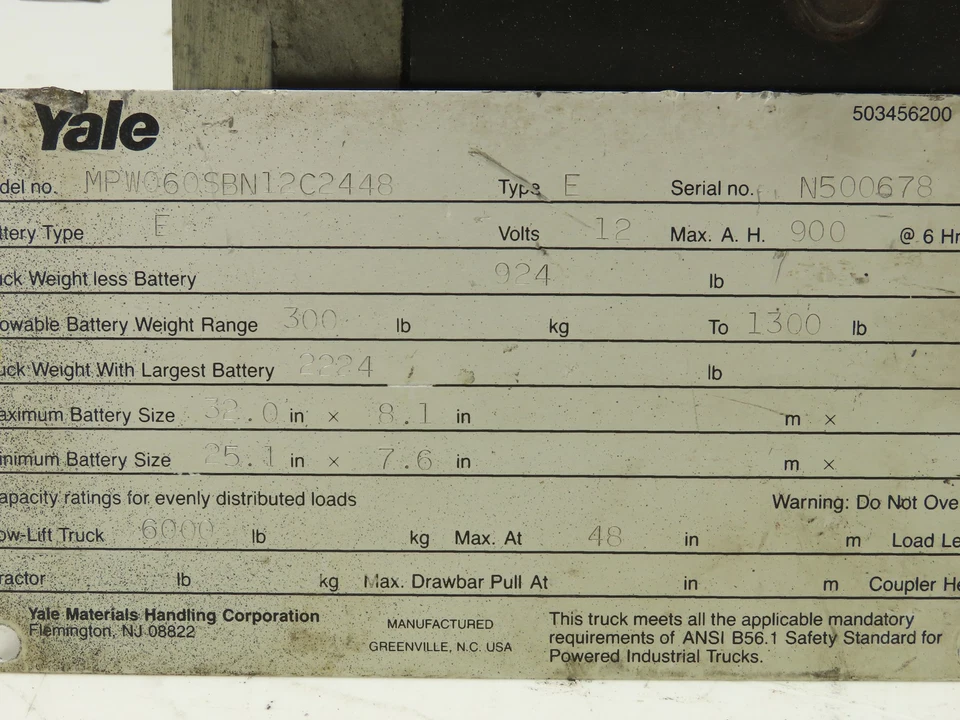 503456200
Yale
del no. MPW060SBN12C2448 Type E Serial no. N500678
ttery Type E Volts 12 Max. A. H. 900 @ 6 Hr
uck Weight less Battery 924 lb
owable Battery Weight Range 300 lb kg To 1300 lb
uck Weight With Largest Battery 2224 lb
aximum Battery Size 32.0 in × 8.1 in m ×
inimum Battery Size 25.1 in × 7.6 in m ×
apacity ratings for evenly distributed loads Warning: Do Not Ove
ow-Lift Truck 6000 lb kg Max. At 48 in m Load Le
ractor lb kg Max. Drawbar Pull At in m Coupler He
Yale Materials Handling Corporation
Flemington, NJ 08822
MANUFACTURED
GREENVILLE, N.C. USA
This truck meets all the applicable mandatory
requirements of ANSI B56.1 Safety Standard for
Powered Industrial Trucks.